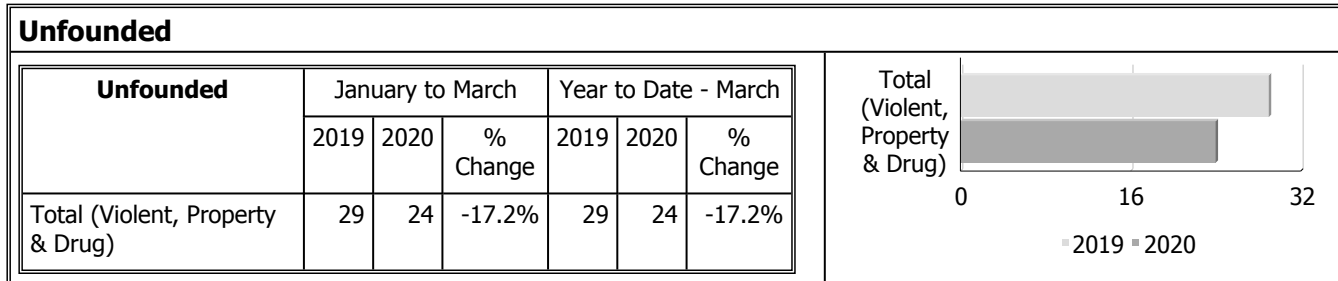 Unfounded
Unfounded January to March Year to Date - March
2019 2020 % Change 2019 2020 % Change
Total (Violent, Property & Drug) 29 24 -17.2% 29 24 -17.2%
Total
(Violent,
Property
& Drug)
0 16 32
2019 2020